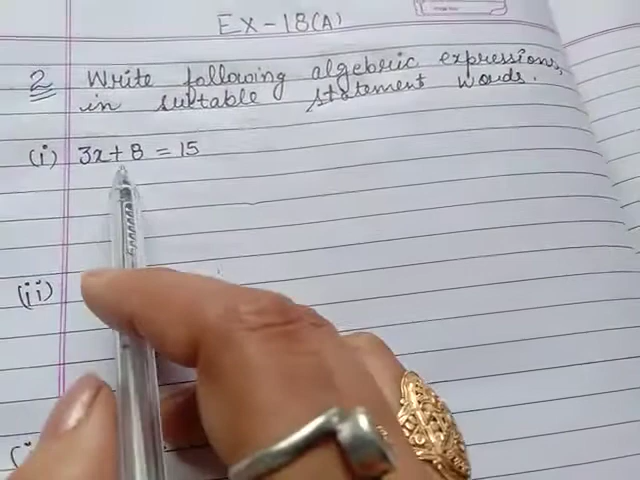 EX-18(A)
2 Write following algebric expressions,
in suitable statement words.
(i) 3x+8 = 15
(ii)